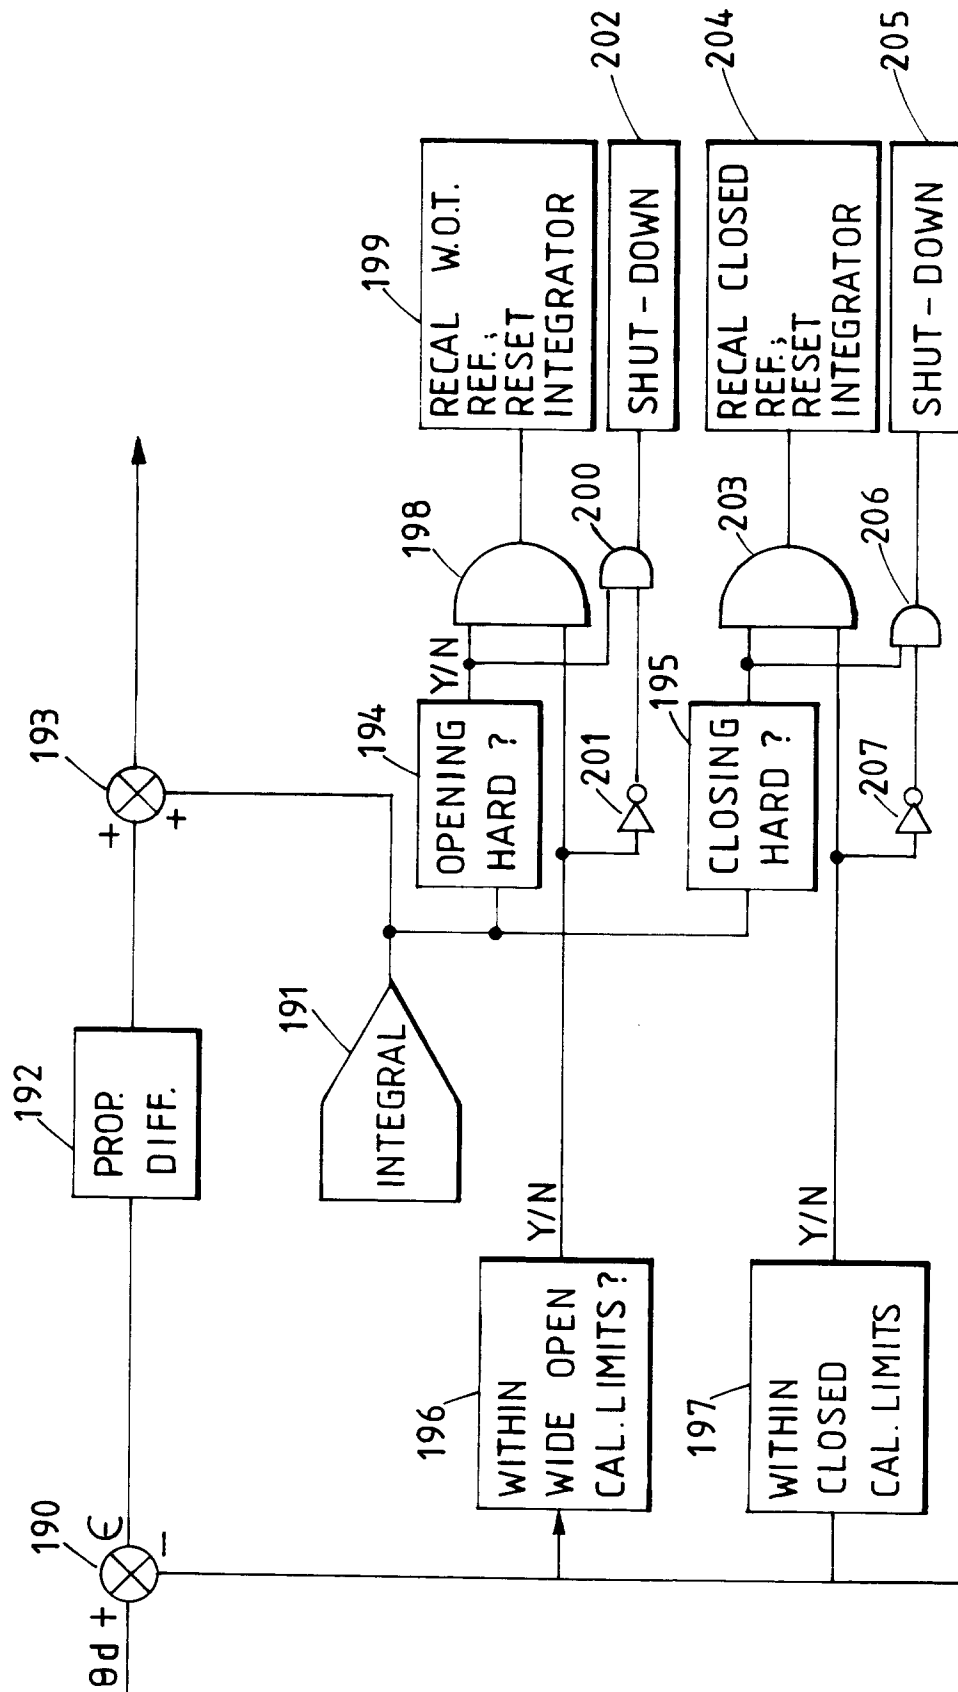 θd +
190
ϵ
−
192
PROP.
DIFF.
193
+
+
191
INTEGRAL
194
OPENING
HARD ?
Y/N
198
199
RECAL W.O.T.
REF.;
RESET
INTEGRATOR
196
WITHIN
WIDE OPEN
CAL. LIMITS ?
Y/N
201
200
202
SHUT-DOWN
195
CLOSING
HARD ?
203
204
RECAL CLOSED
REF.;
RESET
INTEGRATOR
197
WITHIN
CLOSED
CAL. LIMITS
Y/N
207
206
205
SHUT-DOWN